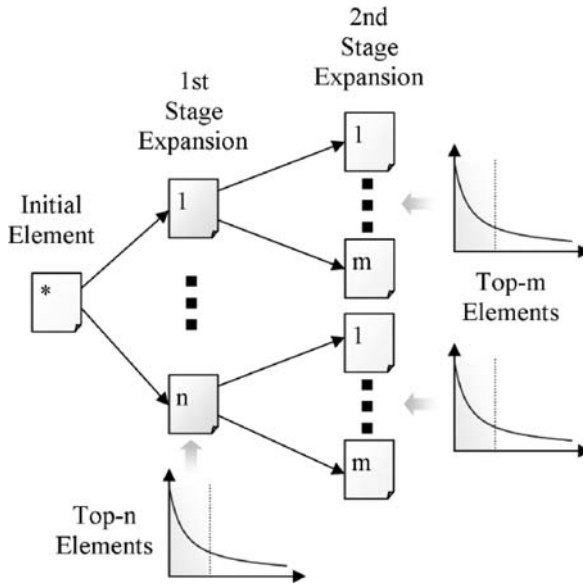 2nd
Stage
Expansion
1st
Stage
Expansion
Initial
Element
*
1
n
1
m
1
m
Top-m
Elements
Top-n
Elements